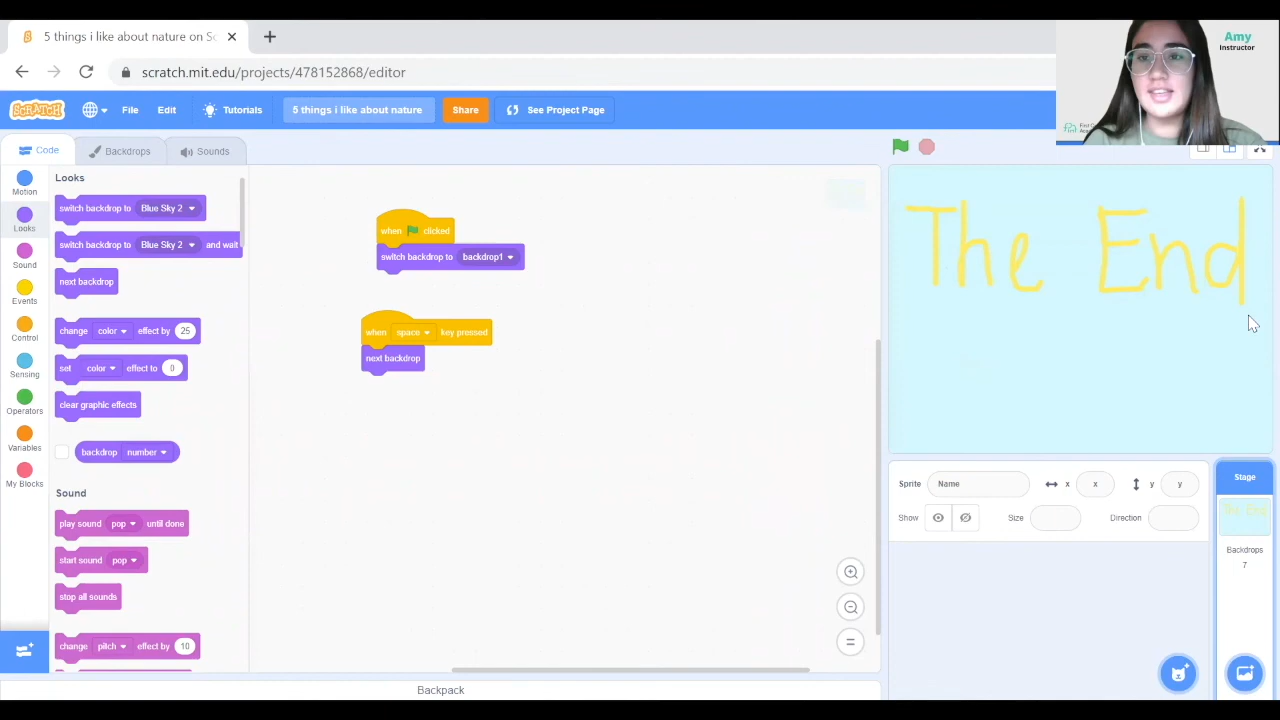 5 things i like about nature on Sc
scratch.mit.edu/projects/478152868/editor
Amy
Instructor
SCRATCH
File
Edit
Tutorials
5 things i like about nature
Share
See Project Page
Code
Backdrops
Sounds
Motion
Looks
Sound
Events
Control
Sensing
Operators
Variables
My Blocks
Looks
switch backdrop to Blue Sky 2
switch backdrop to Blue Sky 2 and wait
next backdrop
change color effect by 25
set color effect to 0
clear graphic effects
backdrop number
Sound
play sound pop until done
start sound pop
stop all sounds
change pitch effect by 10
when clicked
switch backdrop to backdrop1
when space key pressed
next backdrop
The End
Sprite Name x x y y
Show Size Direction
Stage
The End
Backdrops
7
Backpack